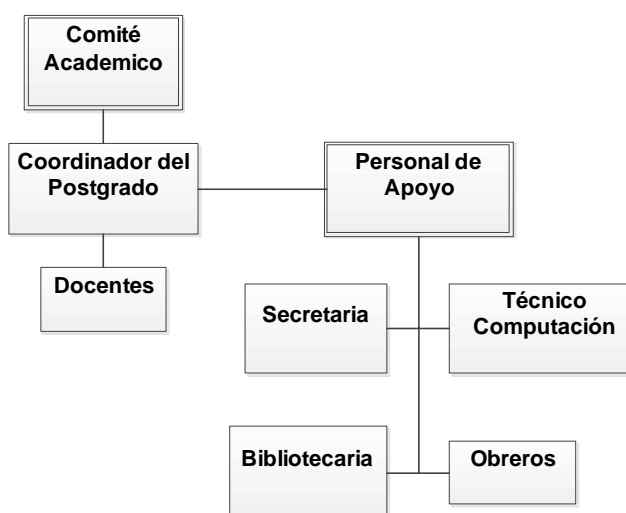 Comité
Academico
Coordinador del
Postgrado
Personal de
Apoyo
Docentes
Secretaria
Técnico
Computación
Bibliotecaria
Obreros